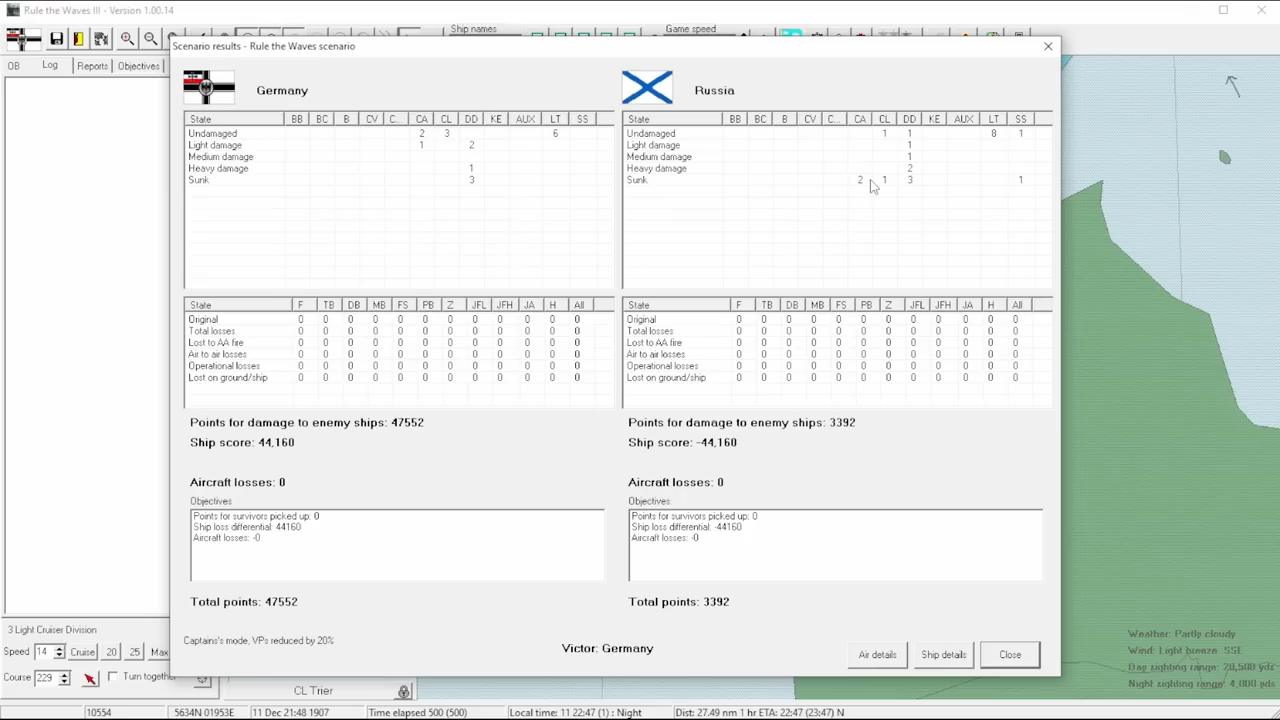 Rule the Waves III - Version 1.00.14
Ship names
Game speed
Scenario results - Rule the Waves scenario
OB Log Reports Objectives
Germany
State BB BC B CV C... CA CL DD KE AUX LT SS
Undamaged 2 3 6
Light damage 1 2
Medium damage
Heavy damage 1
Sunk 3
Russia
State BB BC B CV C... CA CL DD KE AUX LT SS
Undamaged 1 1 8 1
Light damage 1
Medium damage 1
Heavy damage 2
Sunk 2 1 3 1
State F TB DB MB FS PB Z JFL JFH JA H All
Original 0 0 0 0 0 0 0 0 0 0 0 0
Total losses 0 0 0 0 0 0 0 0 0 0 0 0
Lost to AA fire 0 0 0 0 0 0 0 0 0 0 0 0
Air to air losses 0 0 0 0 0 0 0 0 0 0 0 0
Operational losses 0 0 0 0 0 0 0 0 0 0 0 0
Lost on ground/ship 0 0 0 0 0 0 0 0 0 0 0 0
State F TB DB MB FS PB Z JFL JFH JA H All
Original 0 0 0 0 0 0 0 0 0 0 0 0
Total losses 0 0 0 0 0 0 0 0 0 0 0 0
Lost to AA fire 0 0 0 0 0 0 0 0 0 0 0 0
Air to air losses 0 0 0 0 0 0 0 0 0 0 0 0
Operational losses 0 0 0 0 0 0 0 0 0 0 0 0
Lost on ground/ship 0 0 0 0 0 0 0 0 0 0 0 0
Points for damage to enemy ships: 47552
Ship score: 44,160
Aircraft losses: 0
Objectives
Points for survivors picked up: 0
Ship loss differential: 44160
Aircraft losses: -0
Total points: 47552
Points for damage to enemy ships: 3392
Ship score: -44,160
Aircraft losses: 0
Objectives
Points for survivors picked up: 0
Ship loss differential: -44160
Aircraft losses: -0
Total points: 3392
Captains's mode, VPs reduced by 20%
Victor: Germany
Air details Ship details Close
3 Light Cruiser Division
Speed 14 Cruise 20 25 Max
Course 229 Turn together
CL Trier
Weather: Partly cloudy
Wind: Light breeze SSE
Day sighting range: 20,500 yds
Night sighting range: 4,000 yds
10554 5634N 01953E 11 Dec 21:48 1907 Time elapsed 500 (500) Local time: 11 22:47 (1) : Night Dist: 27.49 nm 1 hr ETA: 22:47 (23:47) N